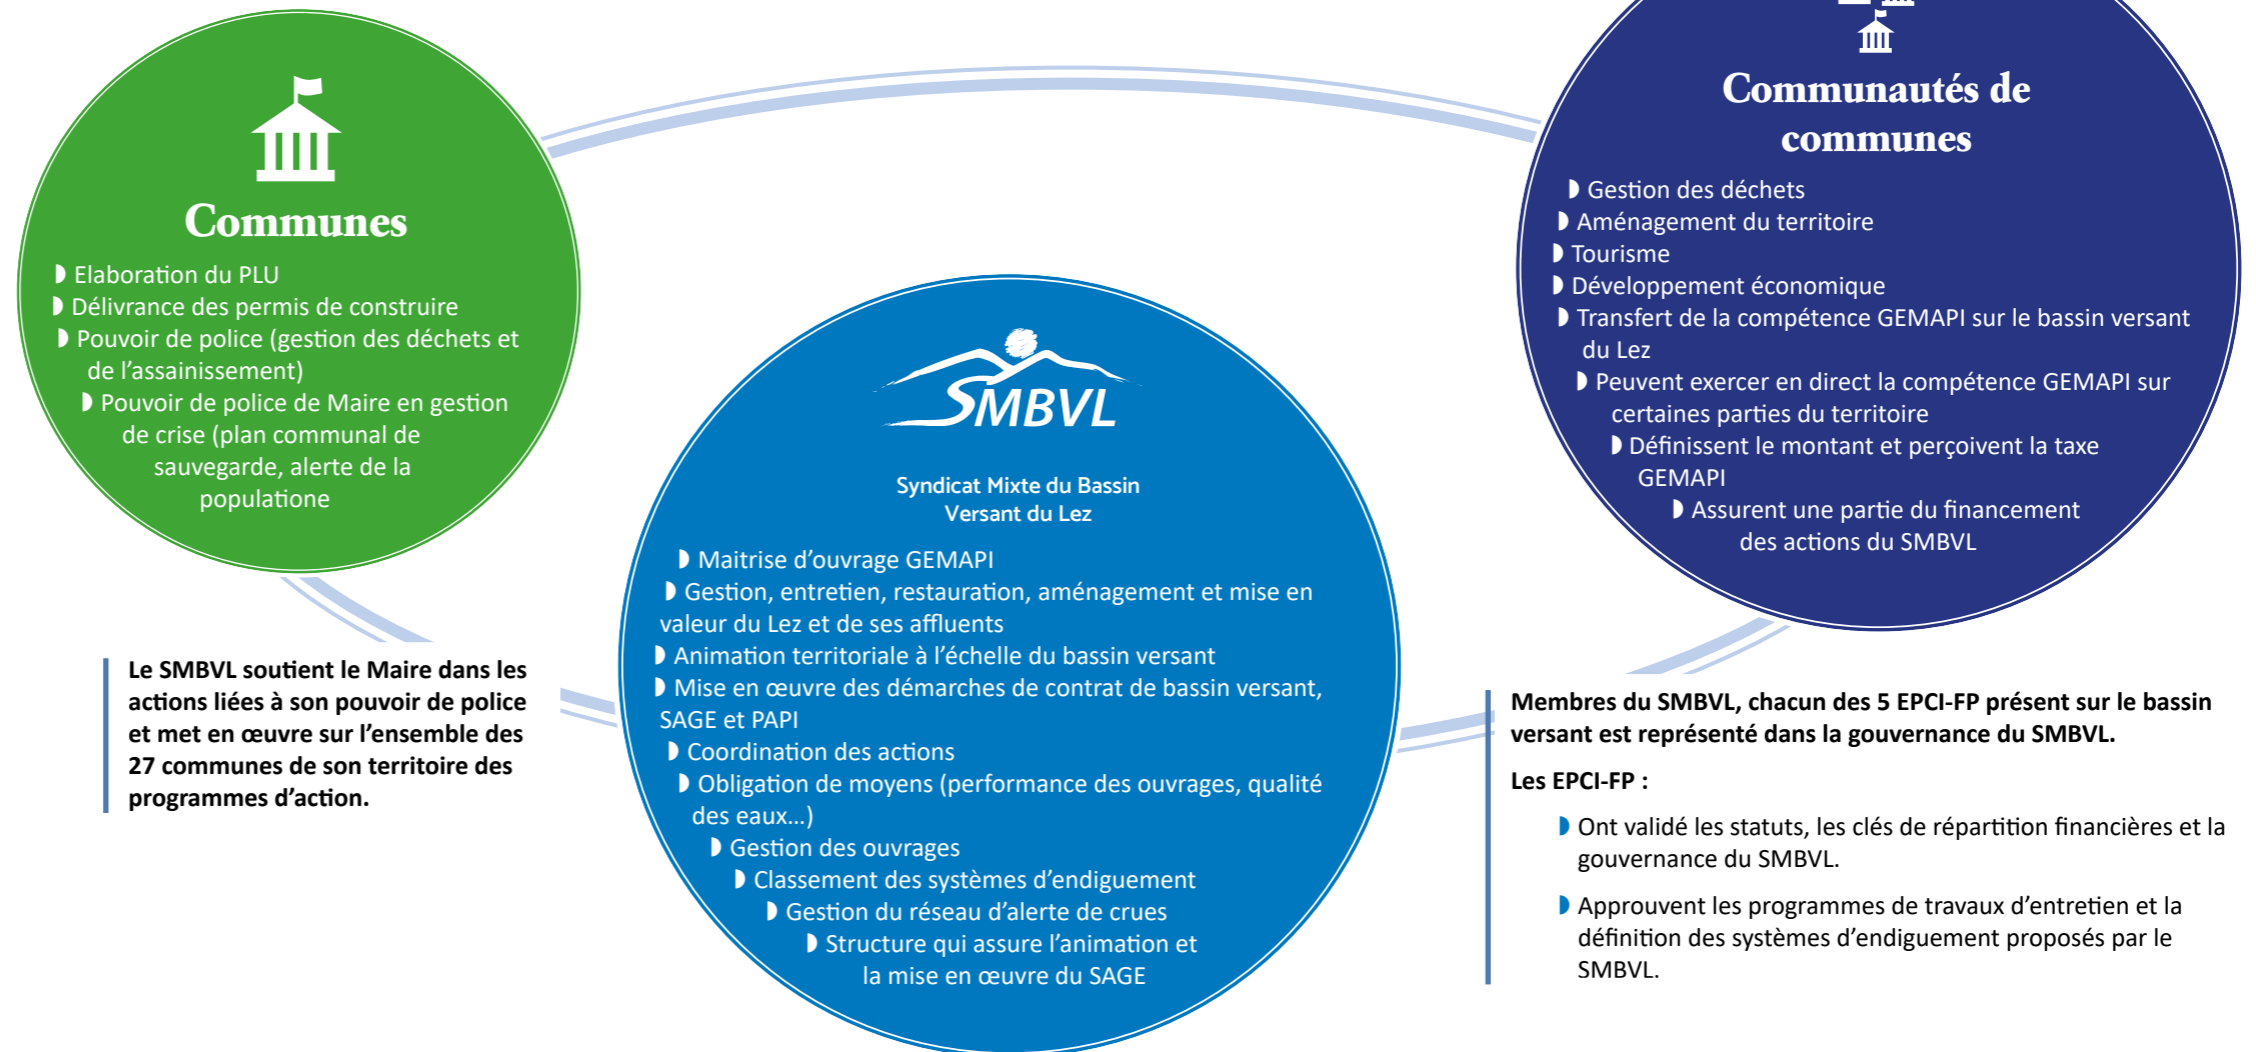 Communes
Elaboration du PLU
Délivrance des permis de construire
Pouvoir de police (gestion des déchets et
de l'assainissement)
Pouvoir de police de Maire en gestion
de crise (plan communal de
sauvegarde, alerte de la
populatione
Le SMBVL soutient le Maire dans les
actions liées à son pouvoir de police
et met en œuvre sur l'ensemble des
27 communes de son territoire des
programmes d'action.
SMBVL
Syndicat Mixte du Bassin
Versant du Lez
Maitrise d'ouvrage GEMAPI
Gestion, entretien, restauration, aménagement et mise en
valeur du Lez et de ses affluents
Animation territoriale à l'échelle du bassin versant
Mise en œuvre des démarches de contrat de bassin versant,
SAGE et PAPI
Coordination des actions
Obligation de moyens (performance des ouvrages, qualité
des eaux…)
Gestion des ouvrages
Classement des systèmes d'endiguement
Gestion du réseau d'alerte de crues
Structure qui assure l'animation et
la mise en œuvre du SAGE
Communautés de
communes
Gestion des déchets
Aménagement du territoire
Tourisme
Développement économique
Transfert de la compétence GEMAPI sur le bassin versant
du Lez
Peuvent exercer en direct la compétence GEMAPI sur
certaines parties du territoire
Définissent le montant et perçoivent la taxe
GEMAPI
Assurent une partie du financement
des actions du SMBVL
Membres du SMBVL, chacun des 5 EPCI-FP présent sur le bassin
versant est représenté dans la gouvernance du SMBVL.
Les EPCI-FP :
Ont validé les statuts, les clés de répartition financières et la
gouvernance du SMBVL.
Approuvent les programmes de travaux d'entretien et la
définition des systèmes d'endiguement proposés par le
SMBVL.